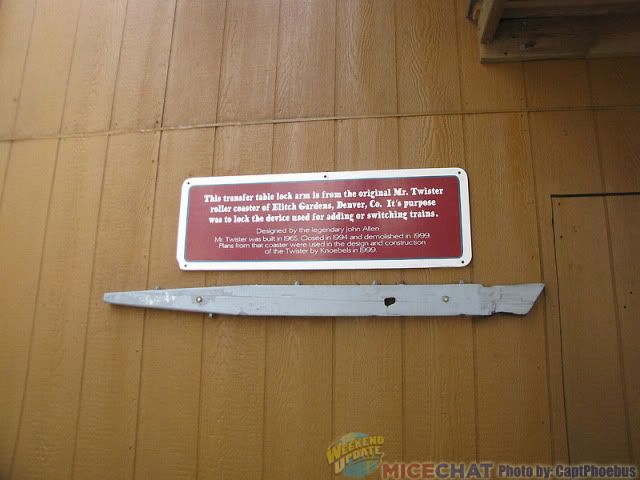 This transfer table lock arm is from the original Mr. Twister
roller coaster of Elitch Gardens, Denver, Co. It's purpose
was to lock the device used for adding or switching trains.
Designed by the legendary John Allen
Mr. Twister was built in 1965. Closed in 1994 and demolished in 1999.
Plans from that coaster were used in the design and construction
of the Twister by Knoebels in 1999.
WEEKEND
UPDATE
MICECHAT Photo by: CaptPhoebus